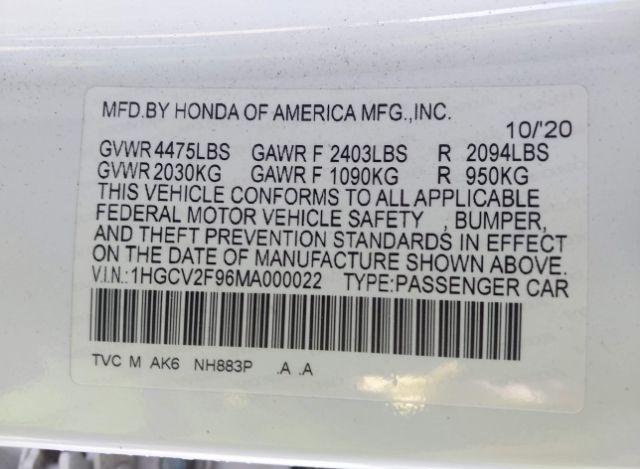 MFD.BY HONDA OF AMERICA MFG.,INC.
10/'20
GVWR 4475LBS GAWR F 2403LBS R 2094LBS
GVWR 2030KG GAWR F 1090KG R 950KG
THIS VEHICLE CONFORMS TO ALL APPLICABLE
FEDERAL MOTOR VEHICLE SAFETY , BUMPER,
AND THEFT PREVENTION STANDARDS IN EFFECT
ON THE DATE OF MANUFACTURE SHOWN ABOVE.
V.I.N.:1HGCV2F96MA000022 TYPE:PASSENGER CAR
TVC M AK6 NH883P .A .A